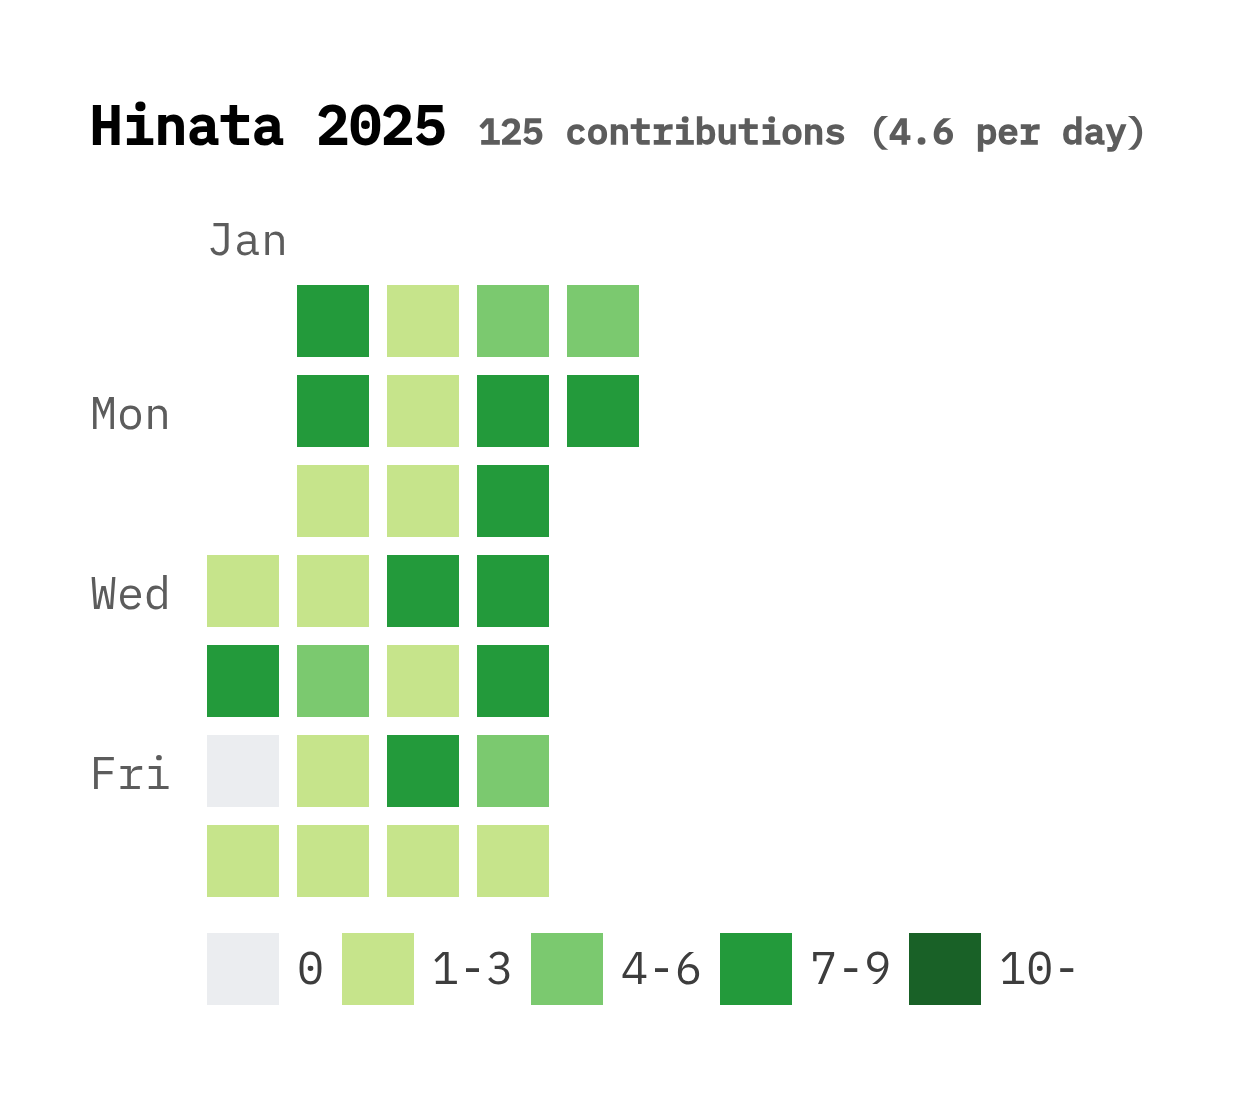 Hinata 2025 125 contributions (4.6 per day)
Jan
Mon
Wed
Fri
0 1-3 4-6 7-9 10-